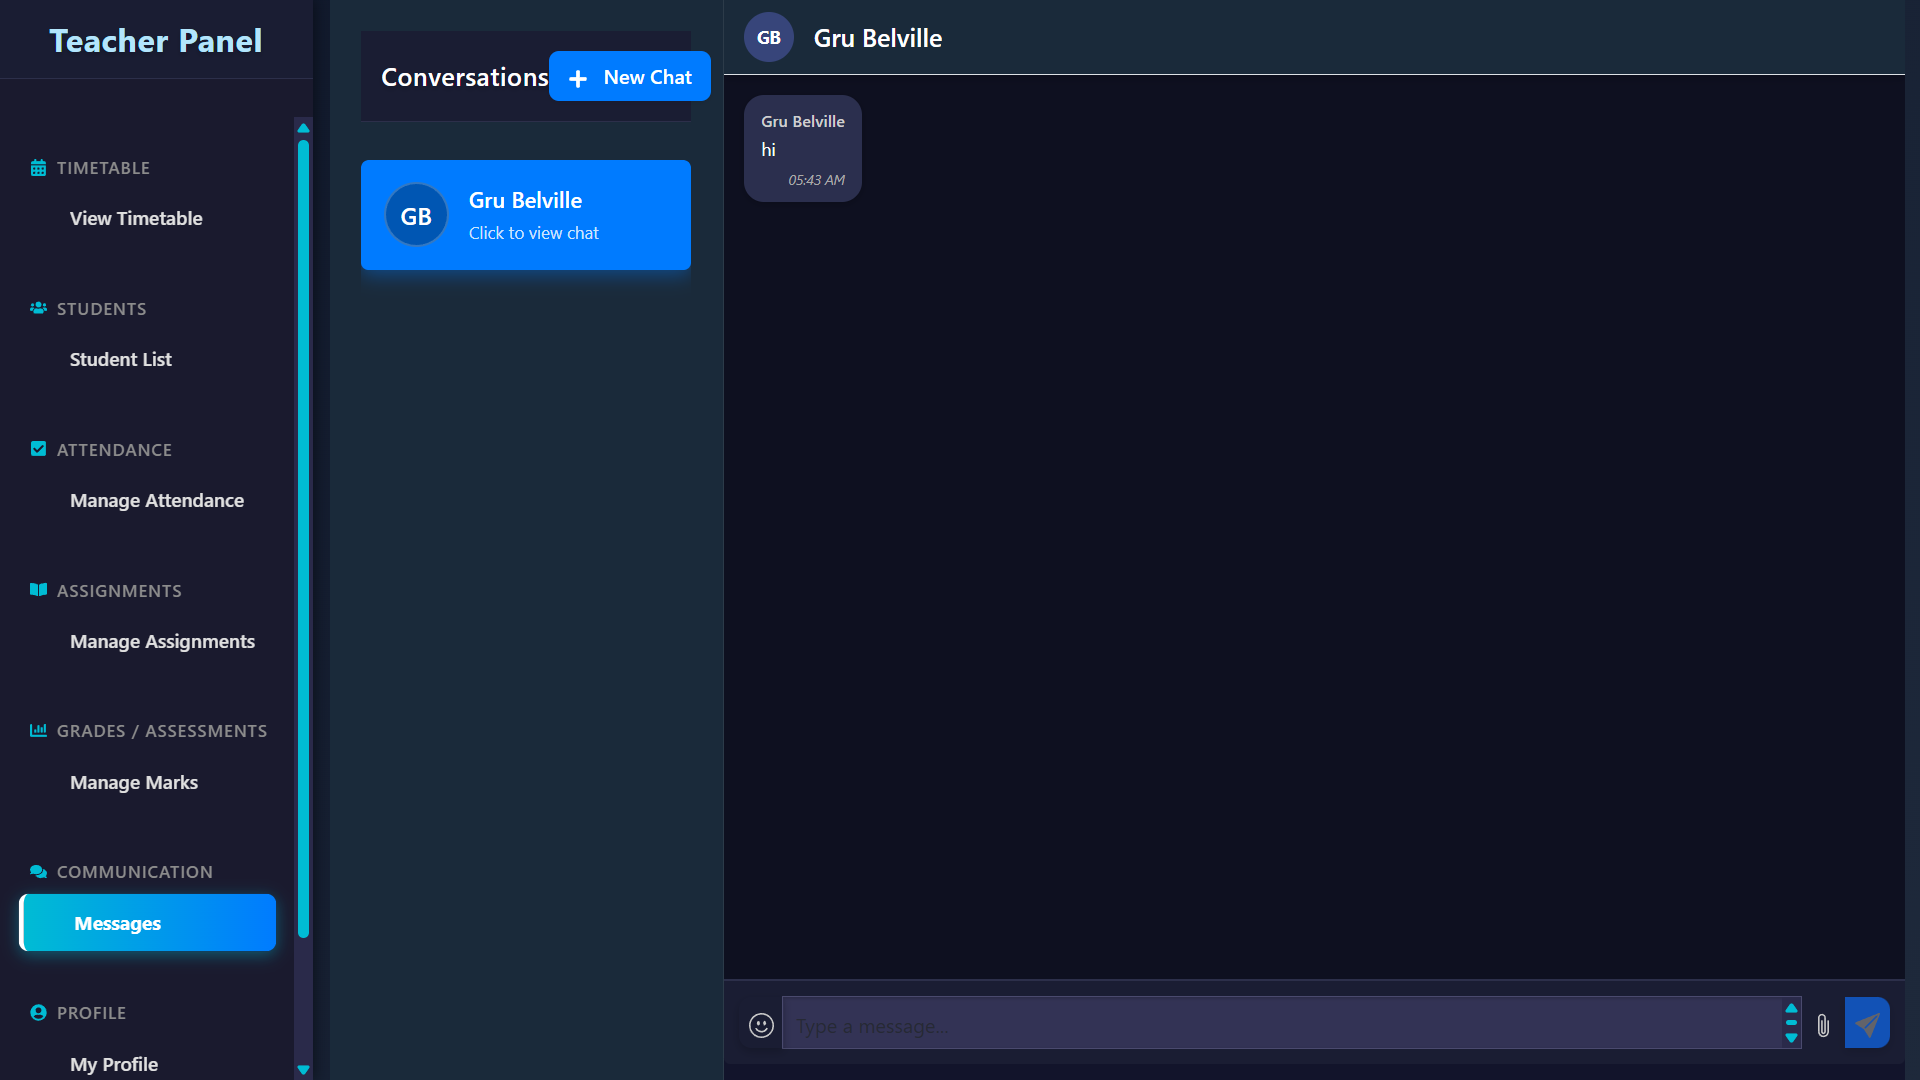 Teacher Panel
TIMETABLE
View Timetable
STUDENTS
Student List
ATTENDANCE
Manage Attendance
ASSIGNMENTS
Manage Assignments
GRADES / ASSESSMENTS
Manage Marks
COMMUNICATION
Messages
PROFILE
My Profile
Conversations
New Chat
GB
Gru Belville
Click to view chat
GB
Gru Belville
Gru Belville
hi
05:43 AM
Type a message...